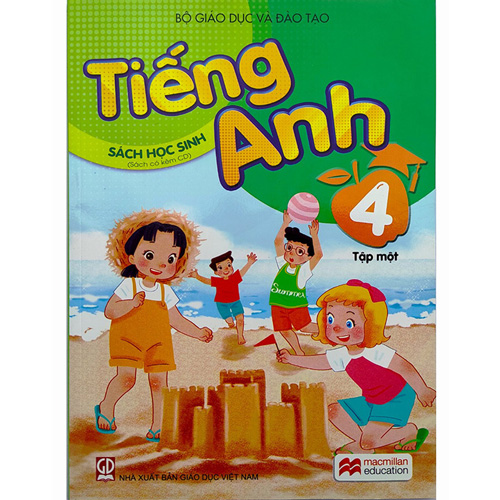 BỘ GIÁO DỤC VÀ ĐÀO TẠO
Tiếng
Anh
SÁCH HỌC SINH
(Sách có kèm CD)
4
Tập một
Summer
GD
NHÀ XUẤT BẢN GIÁO DỤC VIỆT NAM
macmillan
education